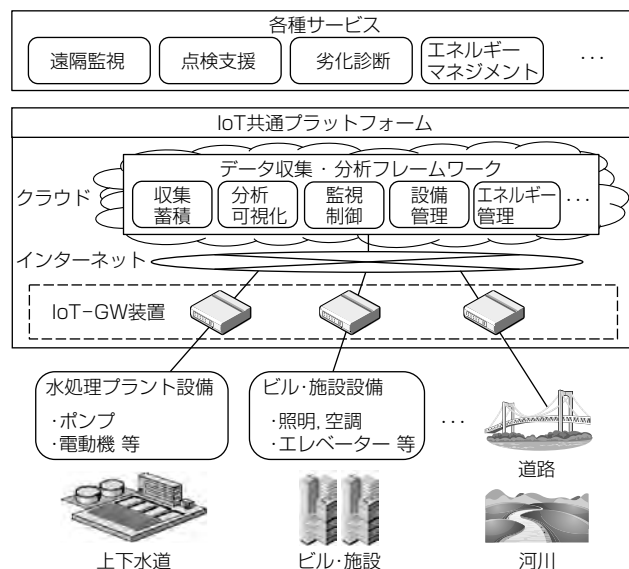 各種サービス
遠隔監視
点検支援
劣化診断
エネルギー
マネジメント
…
IoT共通プラットフォーム
クラウド
データ収集・分析フレームワーク
収集
蓄積
分析
可視化
監視
制御
設備
管理
エネルギー
管理
…
インターネット
IoT-GW装置
水処理プラント設備
・ポンプ
・電動機 等
ビル・施設設備
・照明, 空調
・エレベーター 等
…
道路
上下水道
ビル・施設
河川